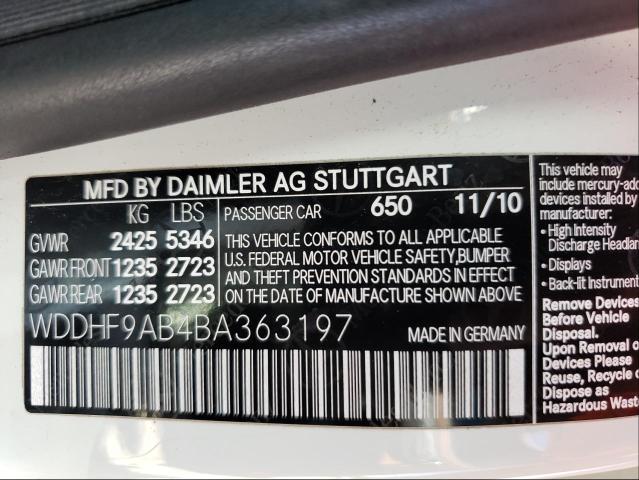 MFD BY DAIMLER AG STUTTGART
KG LBS
GVWR 2425 5346
GAWR FRONT 1235 2723
GAWR REAR 1235 2723
PASSENGER CAR 650 11/10
THIS VEHICLE CONFORMS TO ALL APPLICABLE
U.S. FEDERAL MOTOR VEHICLE SAFETY, BUMPER
AND THEFT PREVENTION STANDARDS IN EFFECT
ON THE DATE OF MANUFACTURE SHOWN ABOVE
WDDHF9AB4BA363197
MADE IN GERMANY
This vehicle may
include mercury-add
devices installed by
manufacturer:
• High Intensity
Discharge Headla
• Displays
• Back-lit Instrument
Remove Devices
Before Vehicle
Disposal.
Upon Removal o
Devices Please
Reuse, Recycle o
Dispose as
Hazardous Wast